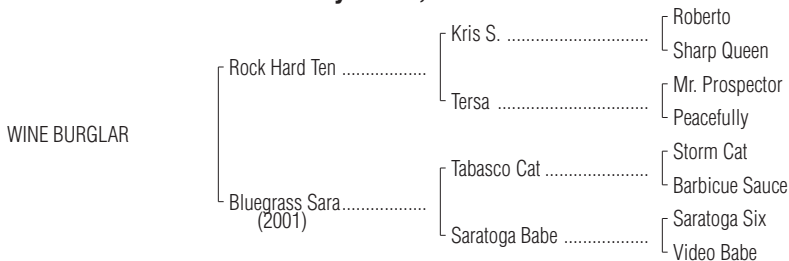 Roberto
Kris S. ..............................
Sharp Queen
Rock Hard Ten ..................
Mr. Prospector
Tersa ................................
Peacefully
WINE BURGLAR
Storm Cat
Tabasco Cat ......................
Barbicue Sauce
Bluegrass Sara..................
(2001)
Saratoga Six
Saratoga Babe ..................
Video Babe